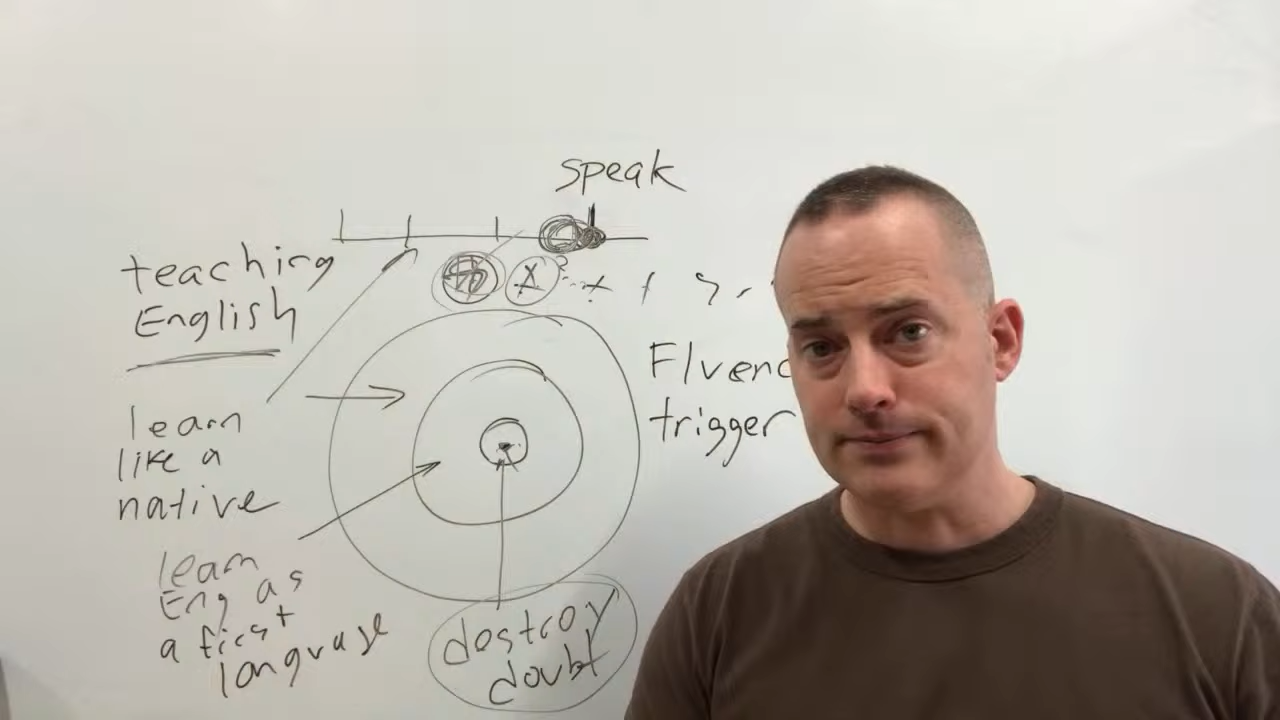 speak
teaching
English
Fluenc
trigger
learn
like a
native
learn
Eng as
a first
language
destroy
doubt